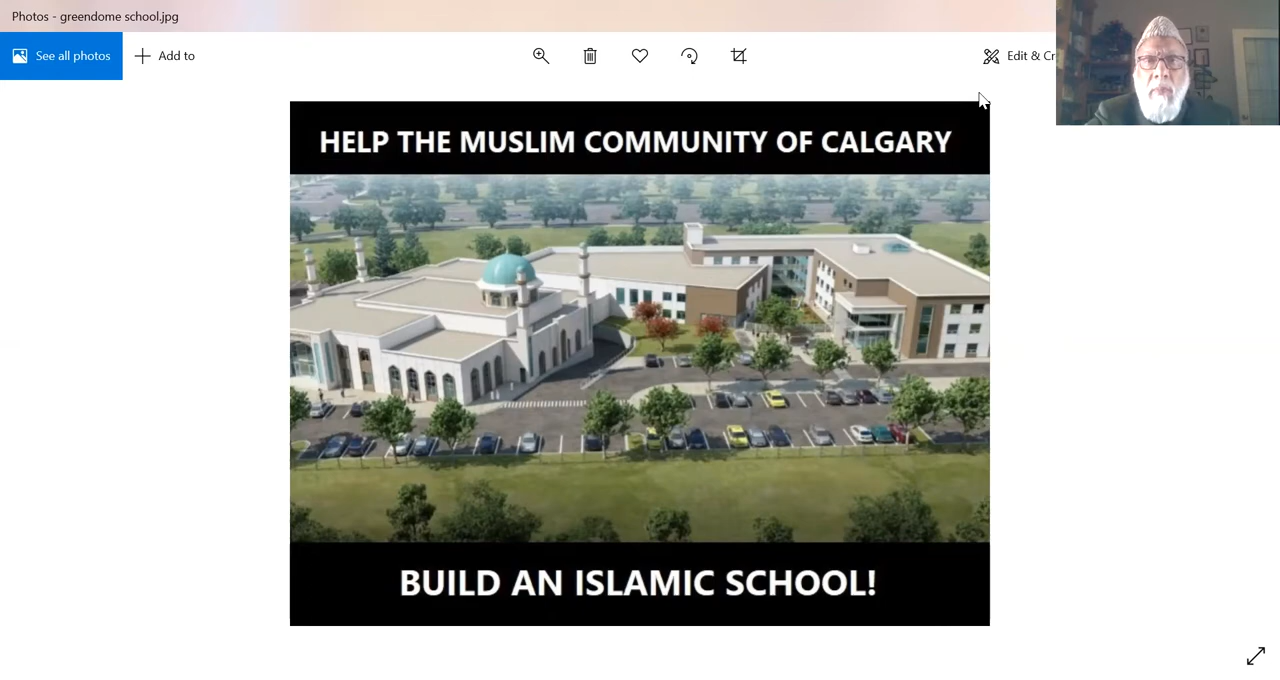 Photos - greendome school.jpg
See all photos
Add to
Edit & Cr
HELP THE MUSLIM COMMUNITY OF CALGARY
BUILD AN ISLAMIC SCHOOL!